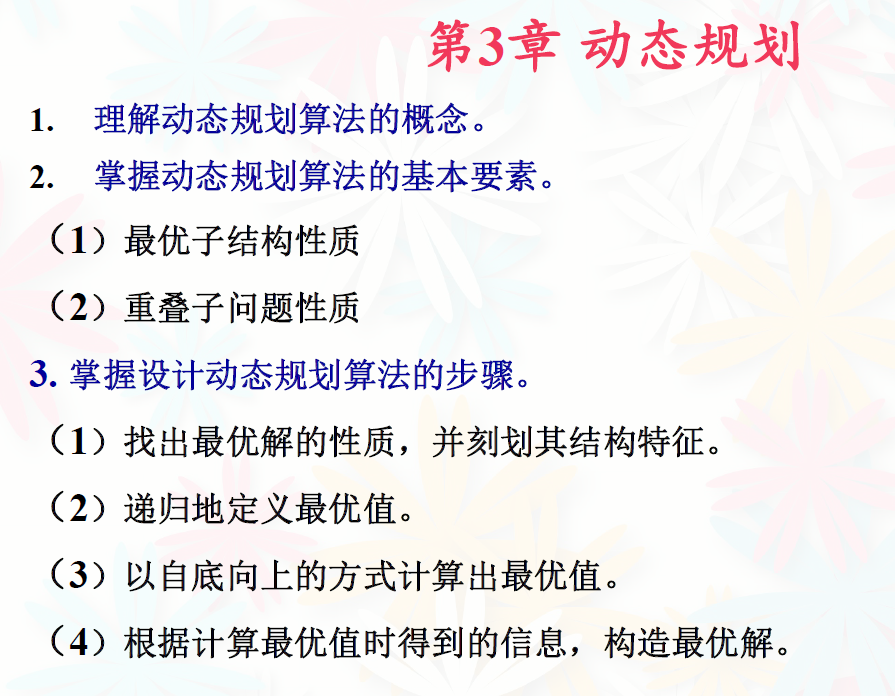 第3章 动态规划
1. 理解动态规划算法的概念。
2. 掌握动态规划算法的基本要素。
（1）最优子结构性质
（2）重叠子问题性质
3. 掌握设计动态规划算法的步骤。
（1）找出最优解的性质，并刻划其结构特征。
（2）递归地定义最优值。
（3）以自底向上的方式计算出最优值。
（4）根据计算最优值时得到的信息，构造最优解。